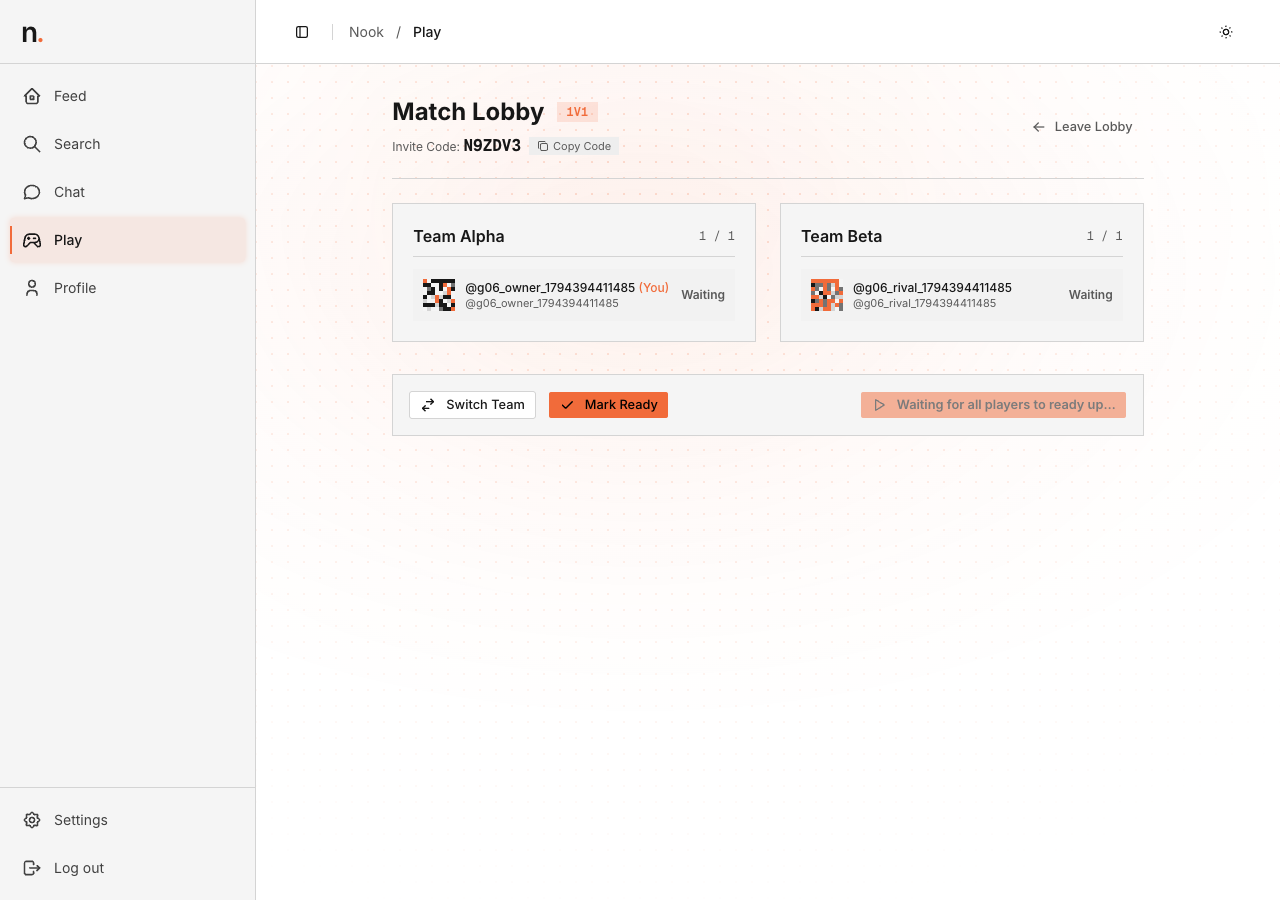 n.
Nook / Play
Feed
Search
Chat
Play
Profile
Settings
Log out
Match Lobby 1V1
Invite Code: N9ZDV3 Copy Code
Leave Lobby
Team Alpha 1 / 1
@g06_owner_1794394411485 (You)
@g06_owner_1794394411485
Waiting
Team Beta 1 / 1
@g06_rival_1794394411485
@g06_rival_1794394411485
Waiting
Switch Team
Mark Ready
Waiting for all players to ready up...